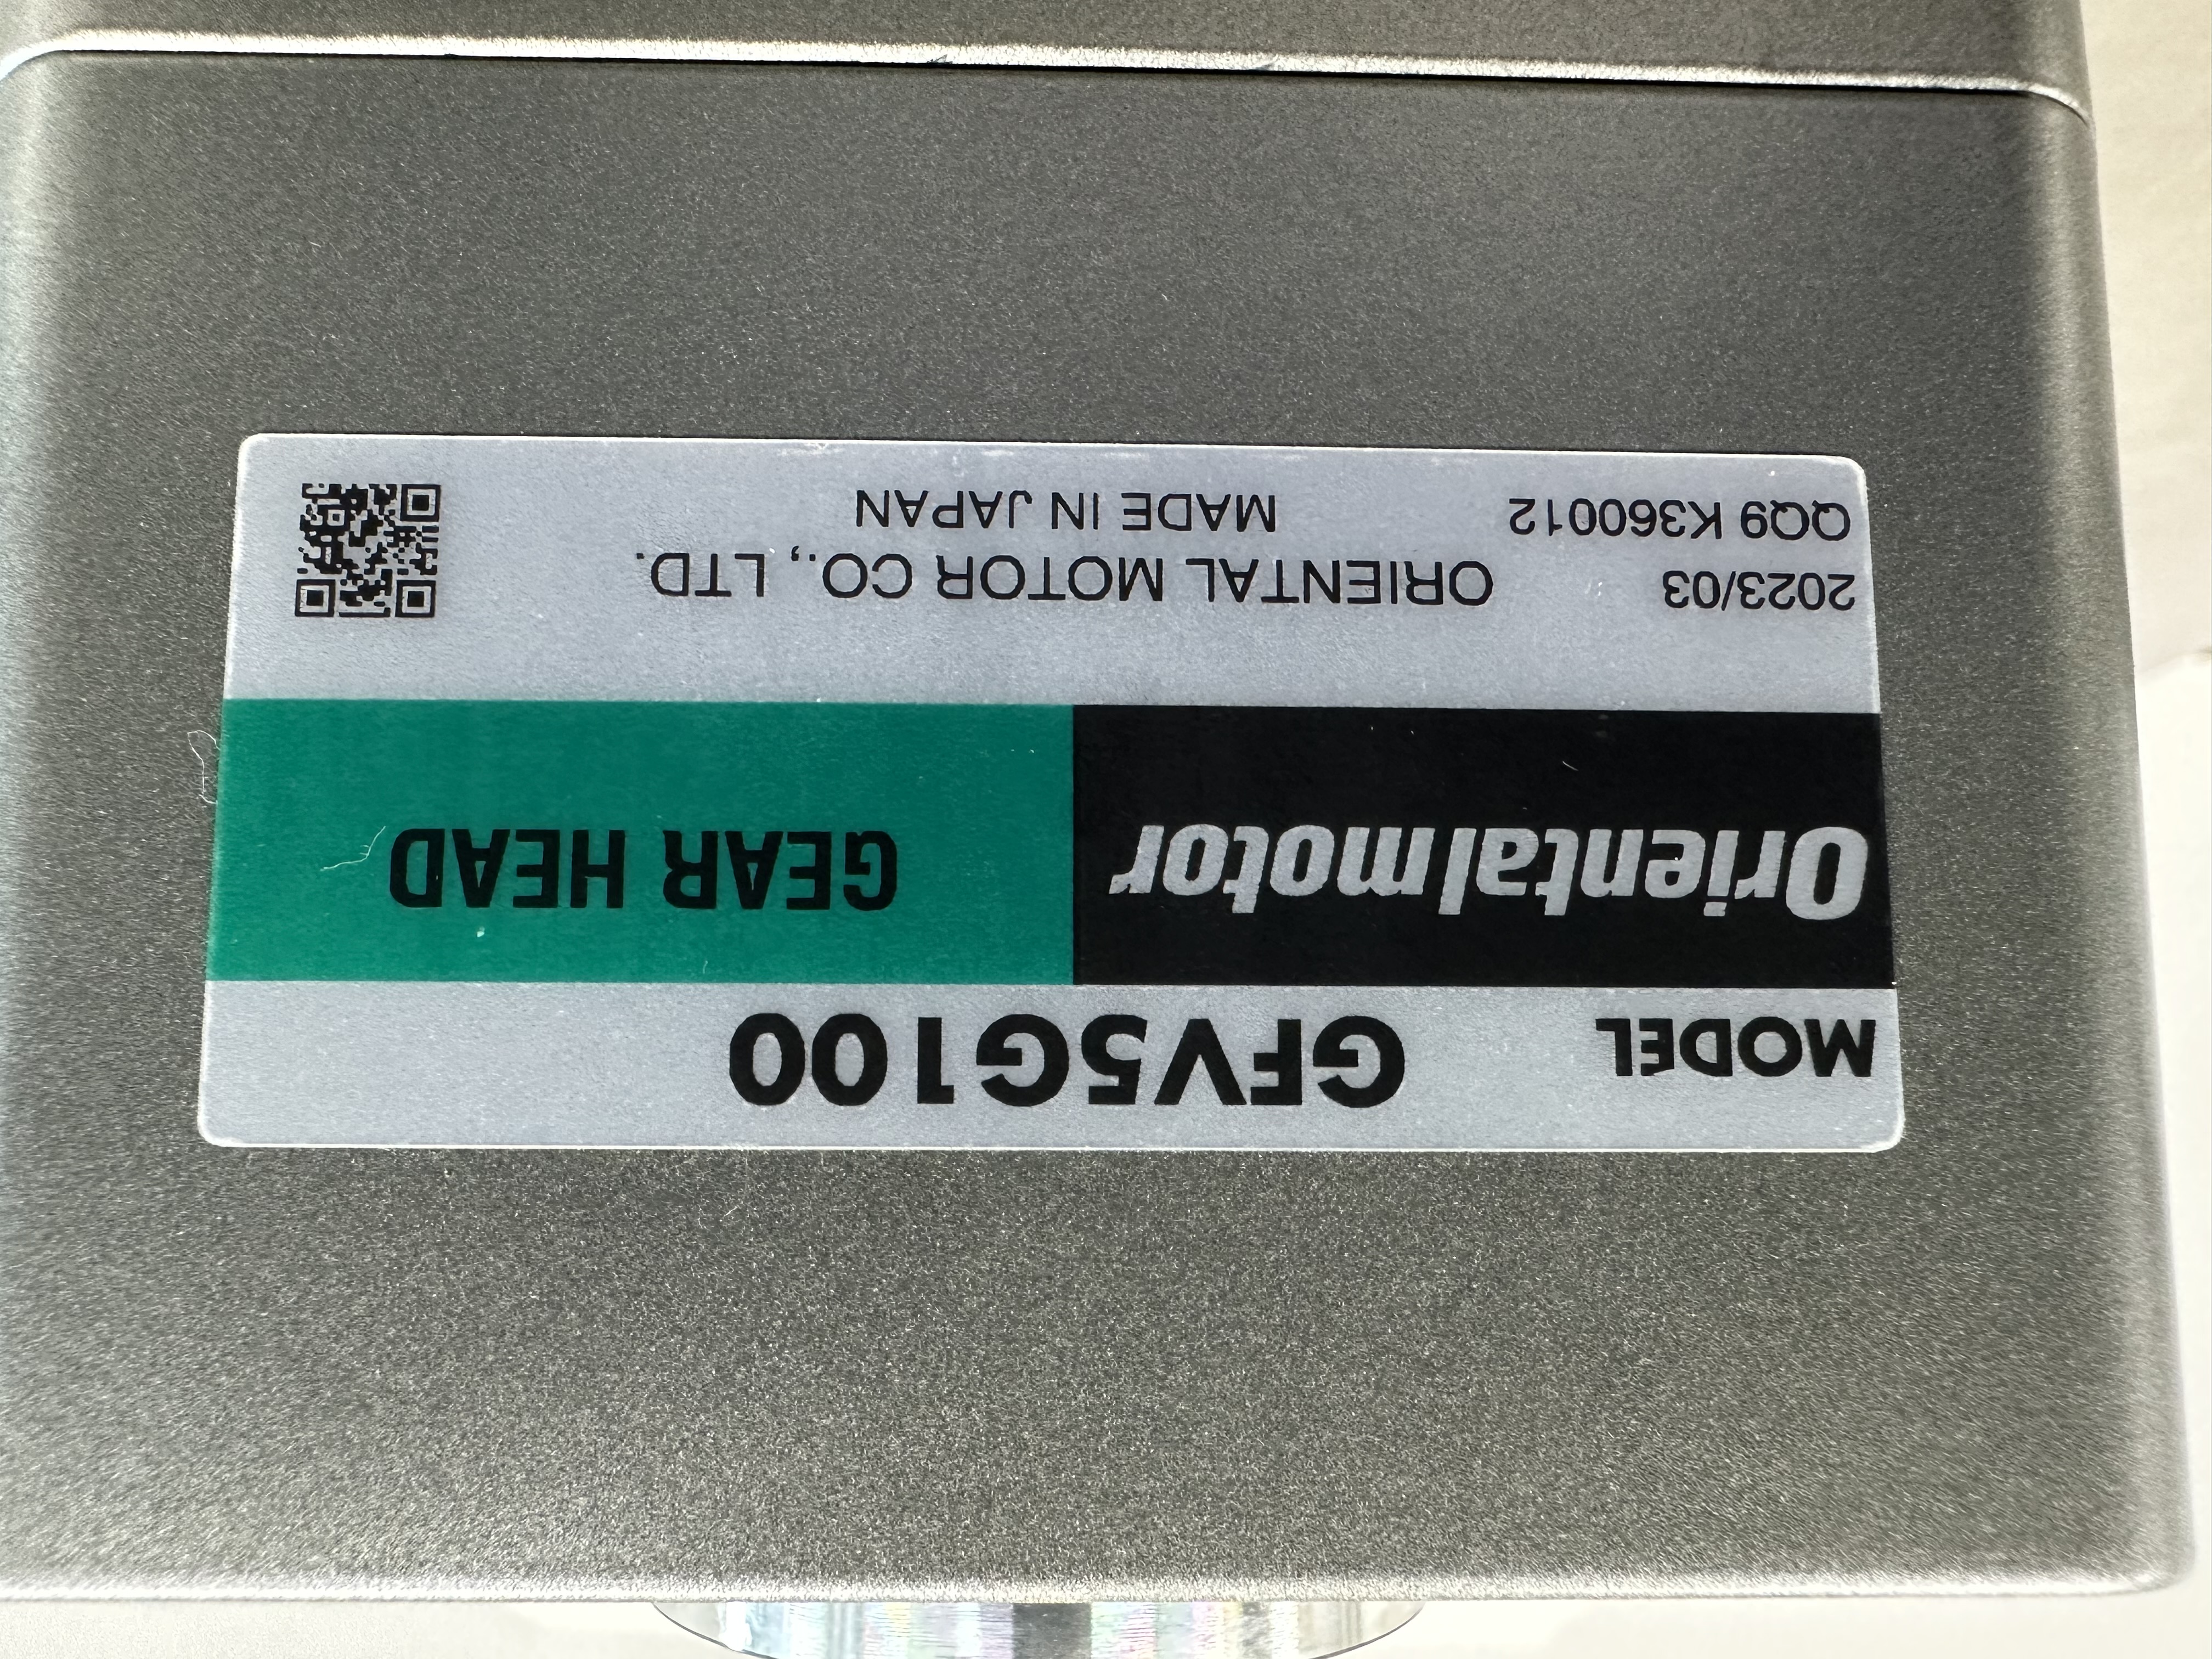 MODEL GFV5G100
Orientalmotor GEAR HEAD
2023/03 ORIENTAL MOTOR CO., LTD.
QQ9 K360012 MADE IN JAPAN